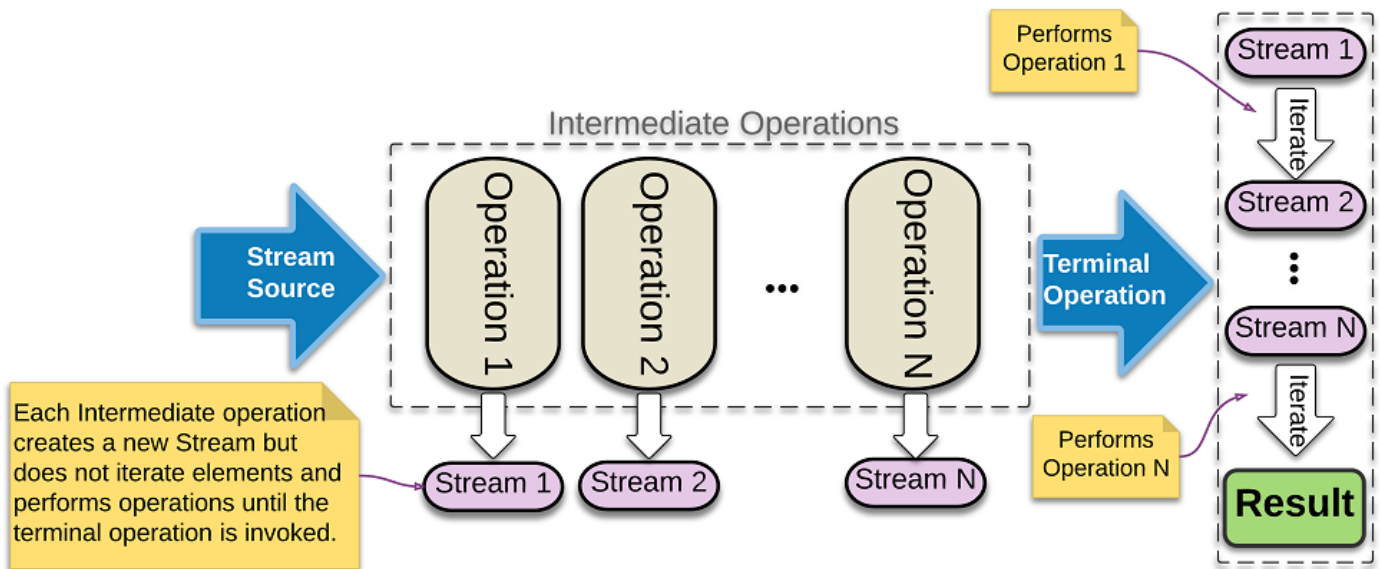 Performs
Operation 1
Stream 1
Iterate
Intermediate Operations
Operation 1
Operation 2
...
Operation N
Stream 2
...
Stream
Source
Terminal
Operation
Stream N
Iterate
Each Intermediate operation
creates a new Stream but
does not iterate elements and
performs operations until the
terminal operation is invoked.
Stream 1
Stream 2
Stream N
Performs
Operation N
Result